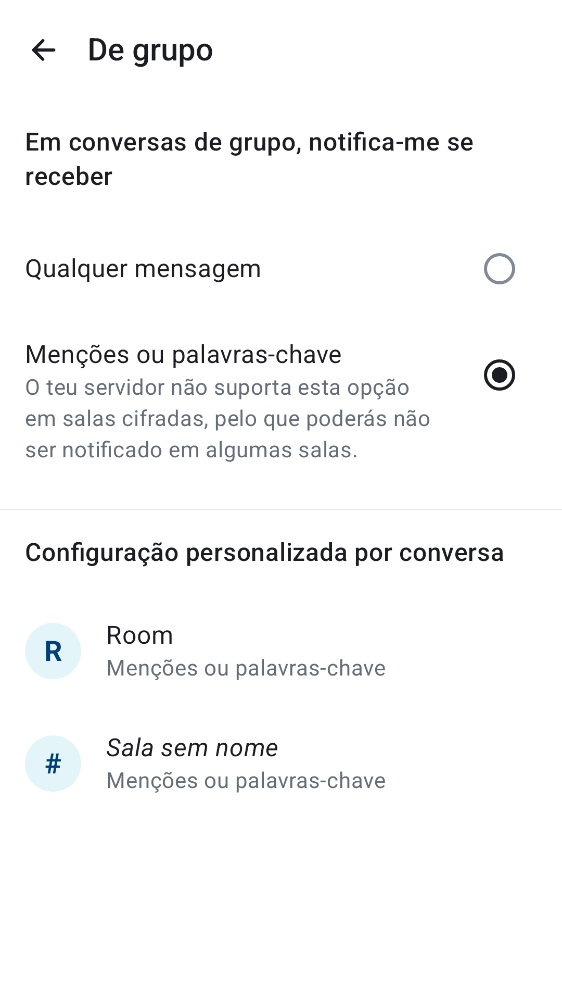 De grupo
Em conversas de grupo, notifica-me se
receber
Qualquer mensagem
Menções ou palavras-chave
O teu servidor não suporta esta opção
em salas cifradas, pelo que poderás não
ser notificado em algumas salas.
Configuração personalizada por conversa
R
Room
Menções ou palavras-chave
#
Sala sem nome
Menções ou palavras-chave